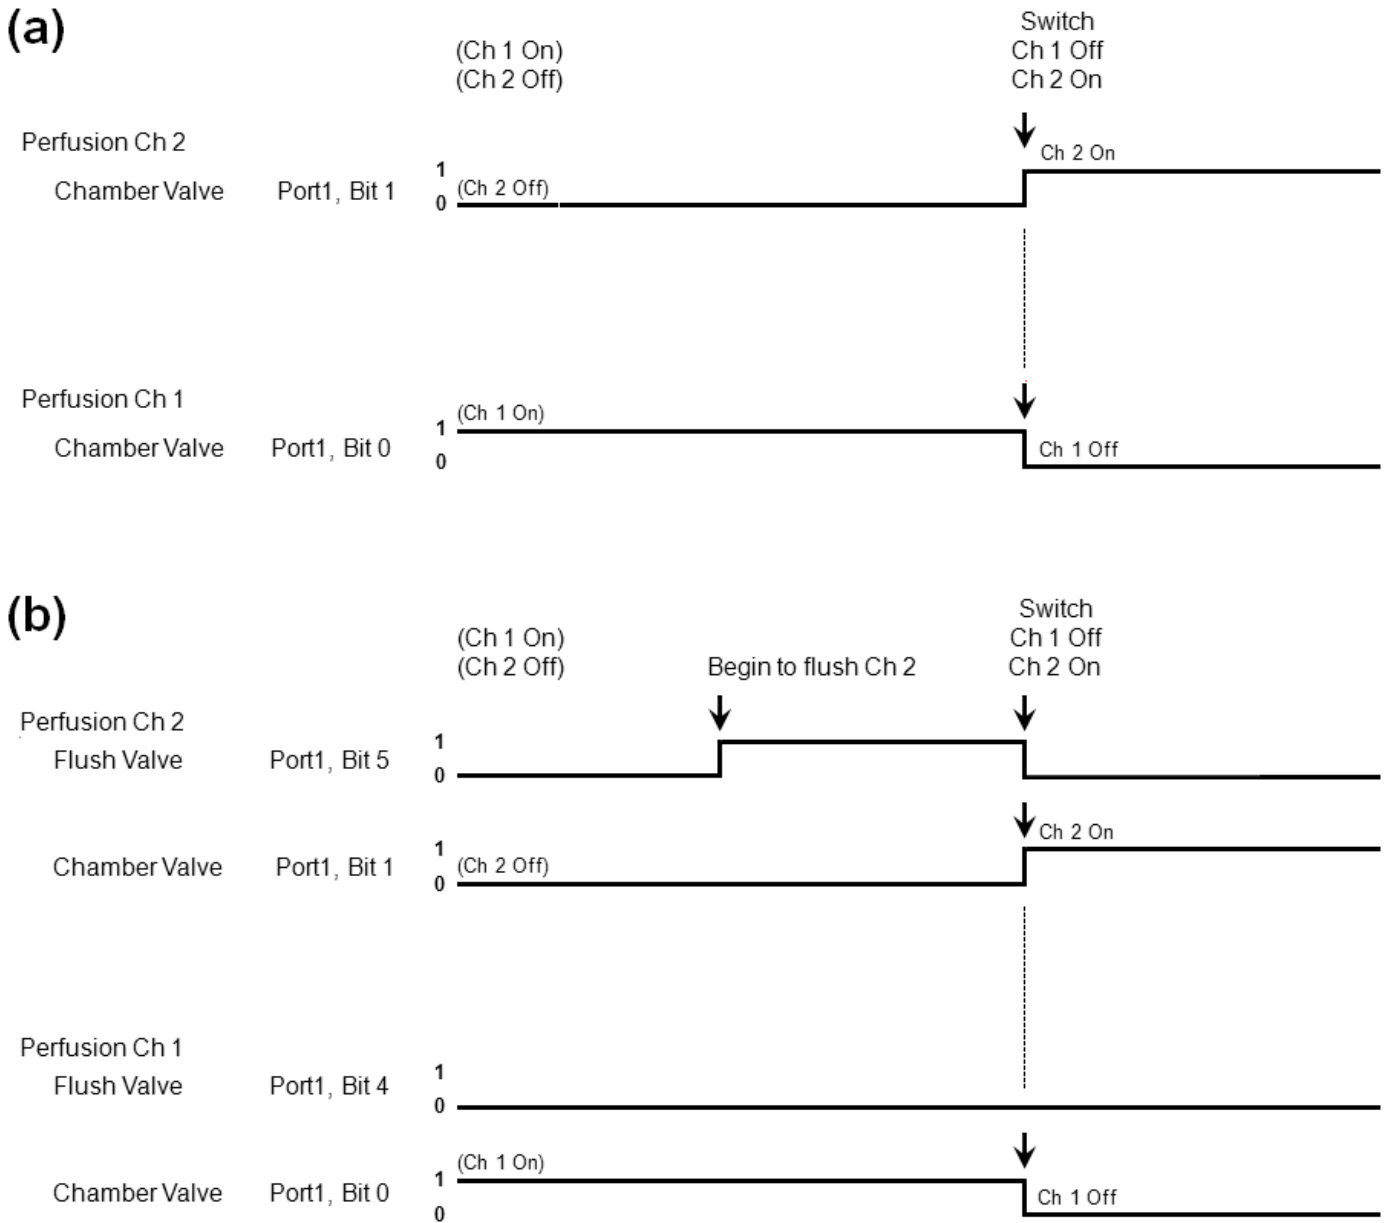 (a)
Switch
(Ch 1 On) Ch 1 Off
(Ch 2 Off) Ch 2 On
Perfusion Ch 2
Ch 2 On
1
Chamber Valve Port1, Bit 1 (Ch 2 Off)
0
Perfusion Ch 1
(Ch 1 On)
1
Chamber Valve Port1, Bit 0 Ch 1 Off
0
(b)
Switch
(Ch 1 On) Ch 1 Off
(Ch 2 Off) Begin to flush Ch 2 Ch 2 On
Perfusion Ch 2
1
Flush Valve Port1, Bit 5
0
Ch 2 On
1
Chamber Valve Port1, Bit 1 (Ch 2 Off)
0
Perfusion Ch 1
1
Flush Valve Port1, Bit 4
0
(Ch 1 On)
1
Chamber Valve Port1, Bit 0 Ch 1 Off
0